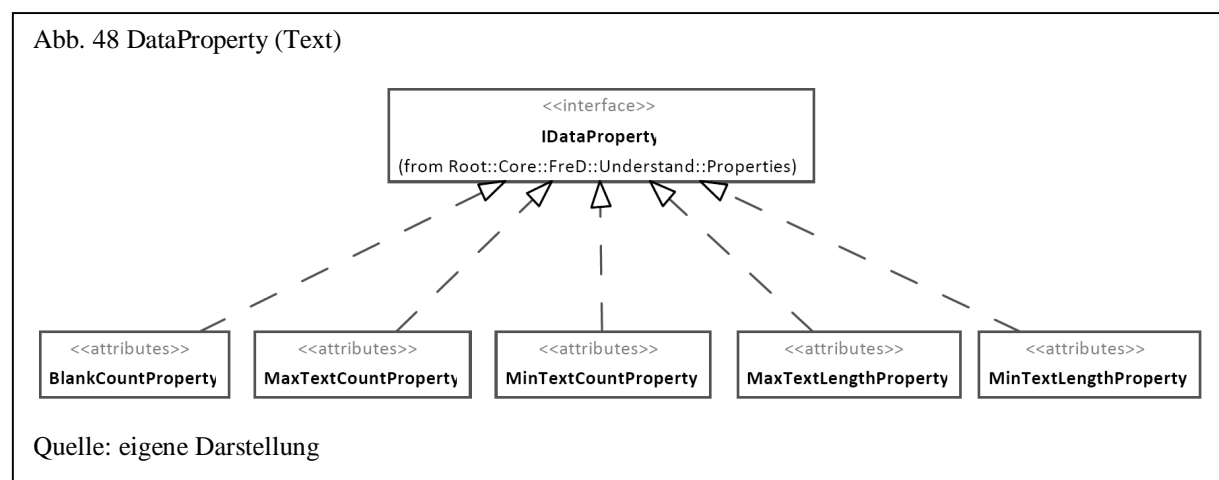 Abb. 48 DataProperty (Text)
<<interface>>
IDataProperty
(from Root::Core::FreD::Understand::Properties)
<<attributes>> <<attributes>> <<attributes>> <<attributes>> <<attributes>>
BlankCountProperty MaxTextCountProperty MinTextCountProperty MaxTextLengthProperty MinTextLengthProperty
Quelle: eigene Darstellung